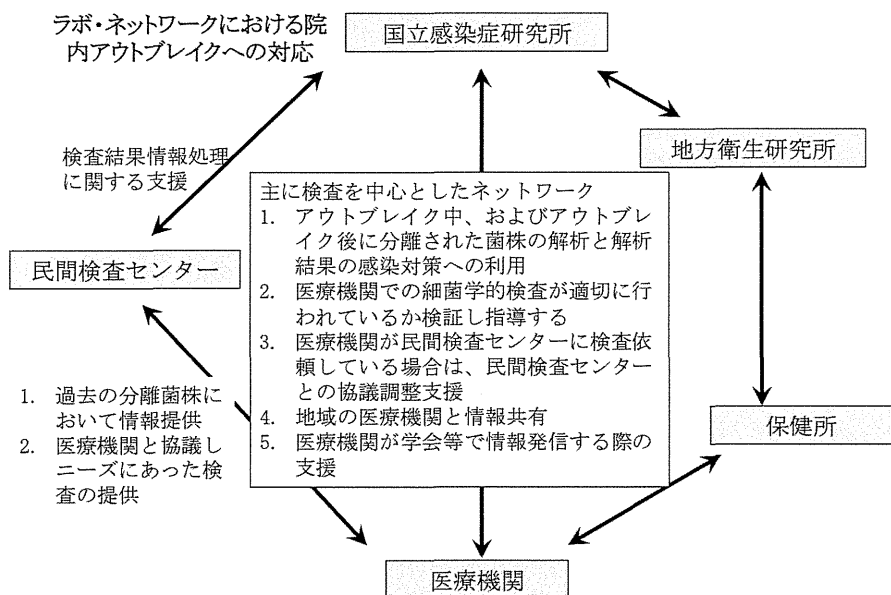 ラボ・ネットワークにおける院
内アウトブレイクへの対応
国立感染症研究所
地方衛生研究所
検査結果情報処理
に関する支援
民間検査センター
主に検査を中心としたネットワーク
1. アウトブレイク中、およびアウトブレ
イク後に分離された菌株の解析と解析
結果の感染対策への利用
2. 医療機関での細菌学的検査が適切に行
われているか検証し指導する
3. 医療機関が民間検査センターに検査依
頼している場合は、民間検査センター
との協議調整支援
4. 地域の医療機関と情報共有
5. 医療機関が学会等で情報発信する際の
支援
1. 過去の分離菌株に
おいて情報提供
2. 医療機関と協議し
ニーズにあった検
査の提供
保健所
医療機関